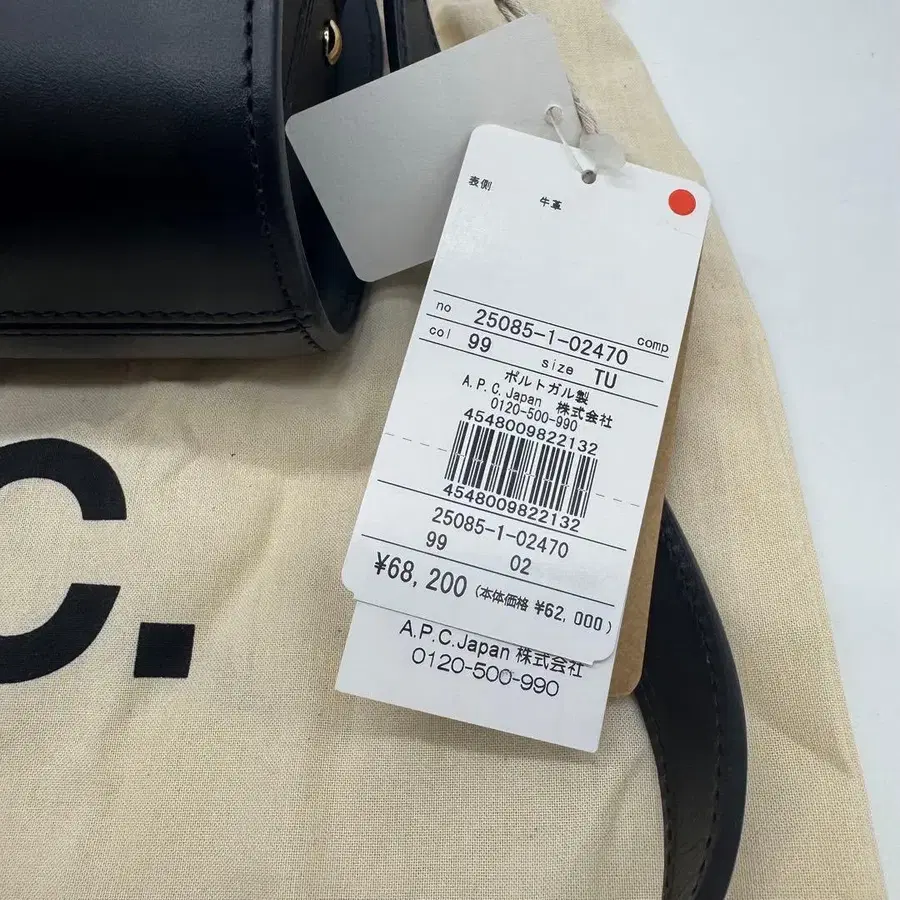 表側
牛革
no 25085-1-02470 comp
col 99 size TU
ポルトガル製
A.P.C.Japan 株式会社
0120-500-990
4548009822132
4548009822132
25085-1-02470
99 02
¥68,200 (本体価格 ¥62,000)
A.P.C.Japan 株式会社
0120-500-990
C.